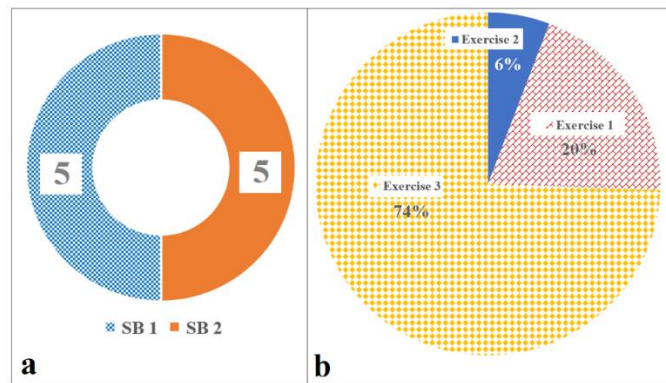 5
5
SB 1 SB 2
a
Exercise 2
6%
Exercise 1
20%
Exercise 3
74%
b